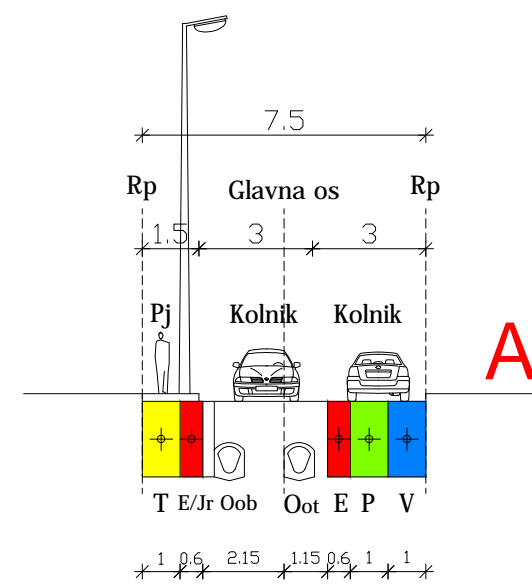 7.5
Rp Glavna os Rp
1.5 3 3
Pj Kolnik Kolnik
A
T E/Jr Oob Oot E P V
1 0.6 2.15 1.15 0.6 1 1